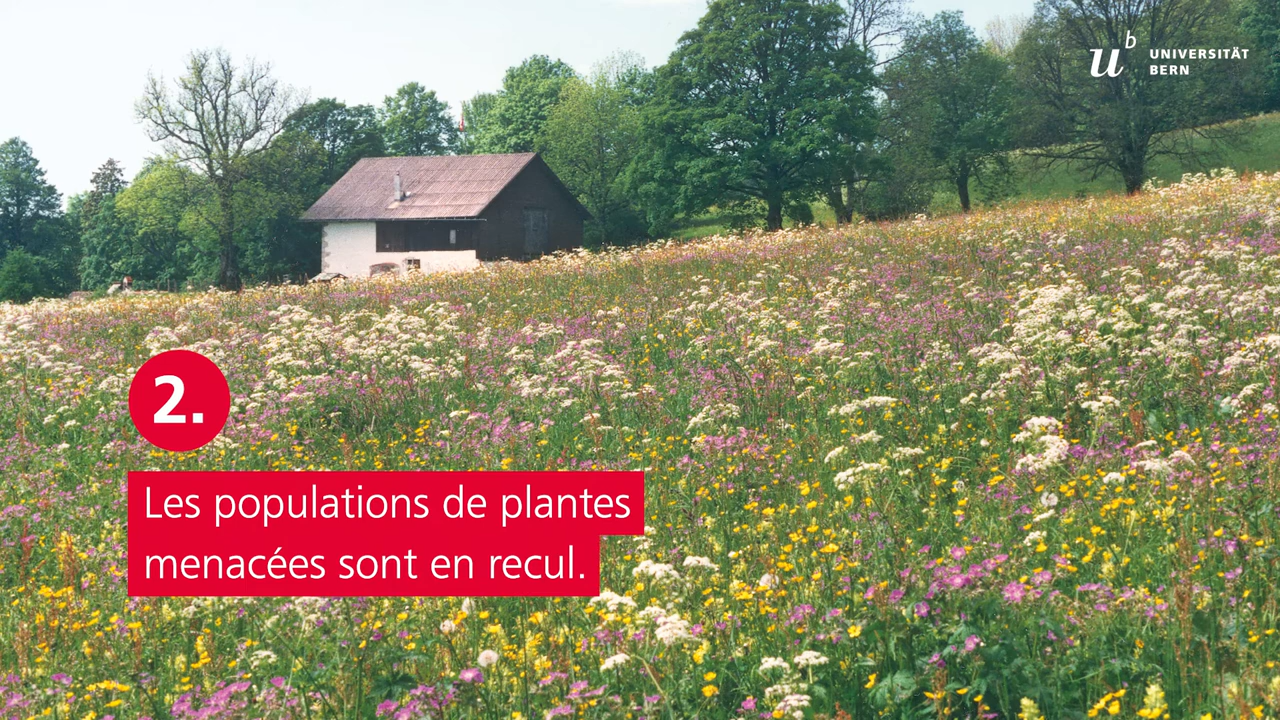 u^b
UNIVERSITÄT
BERN
2.
Les populations de plantes
menacées sont en recul.